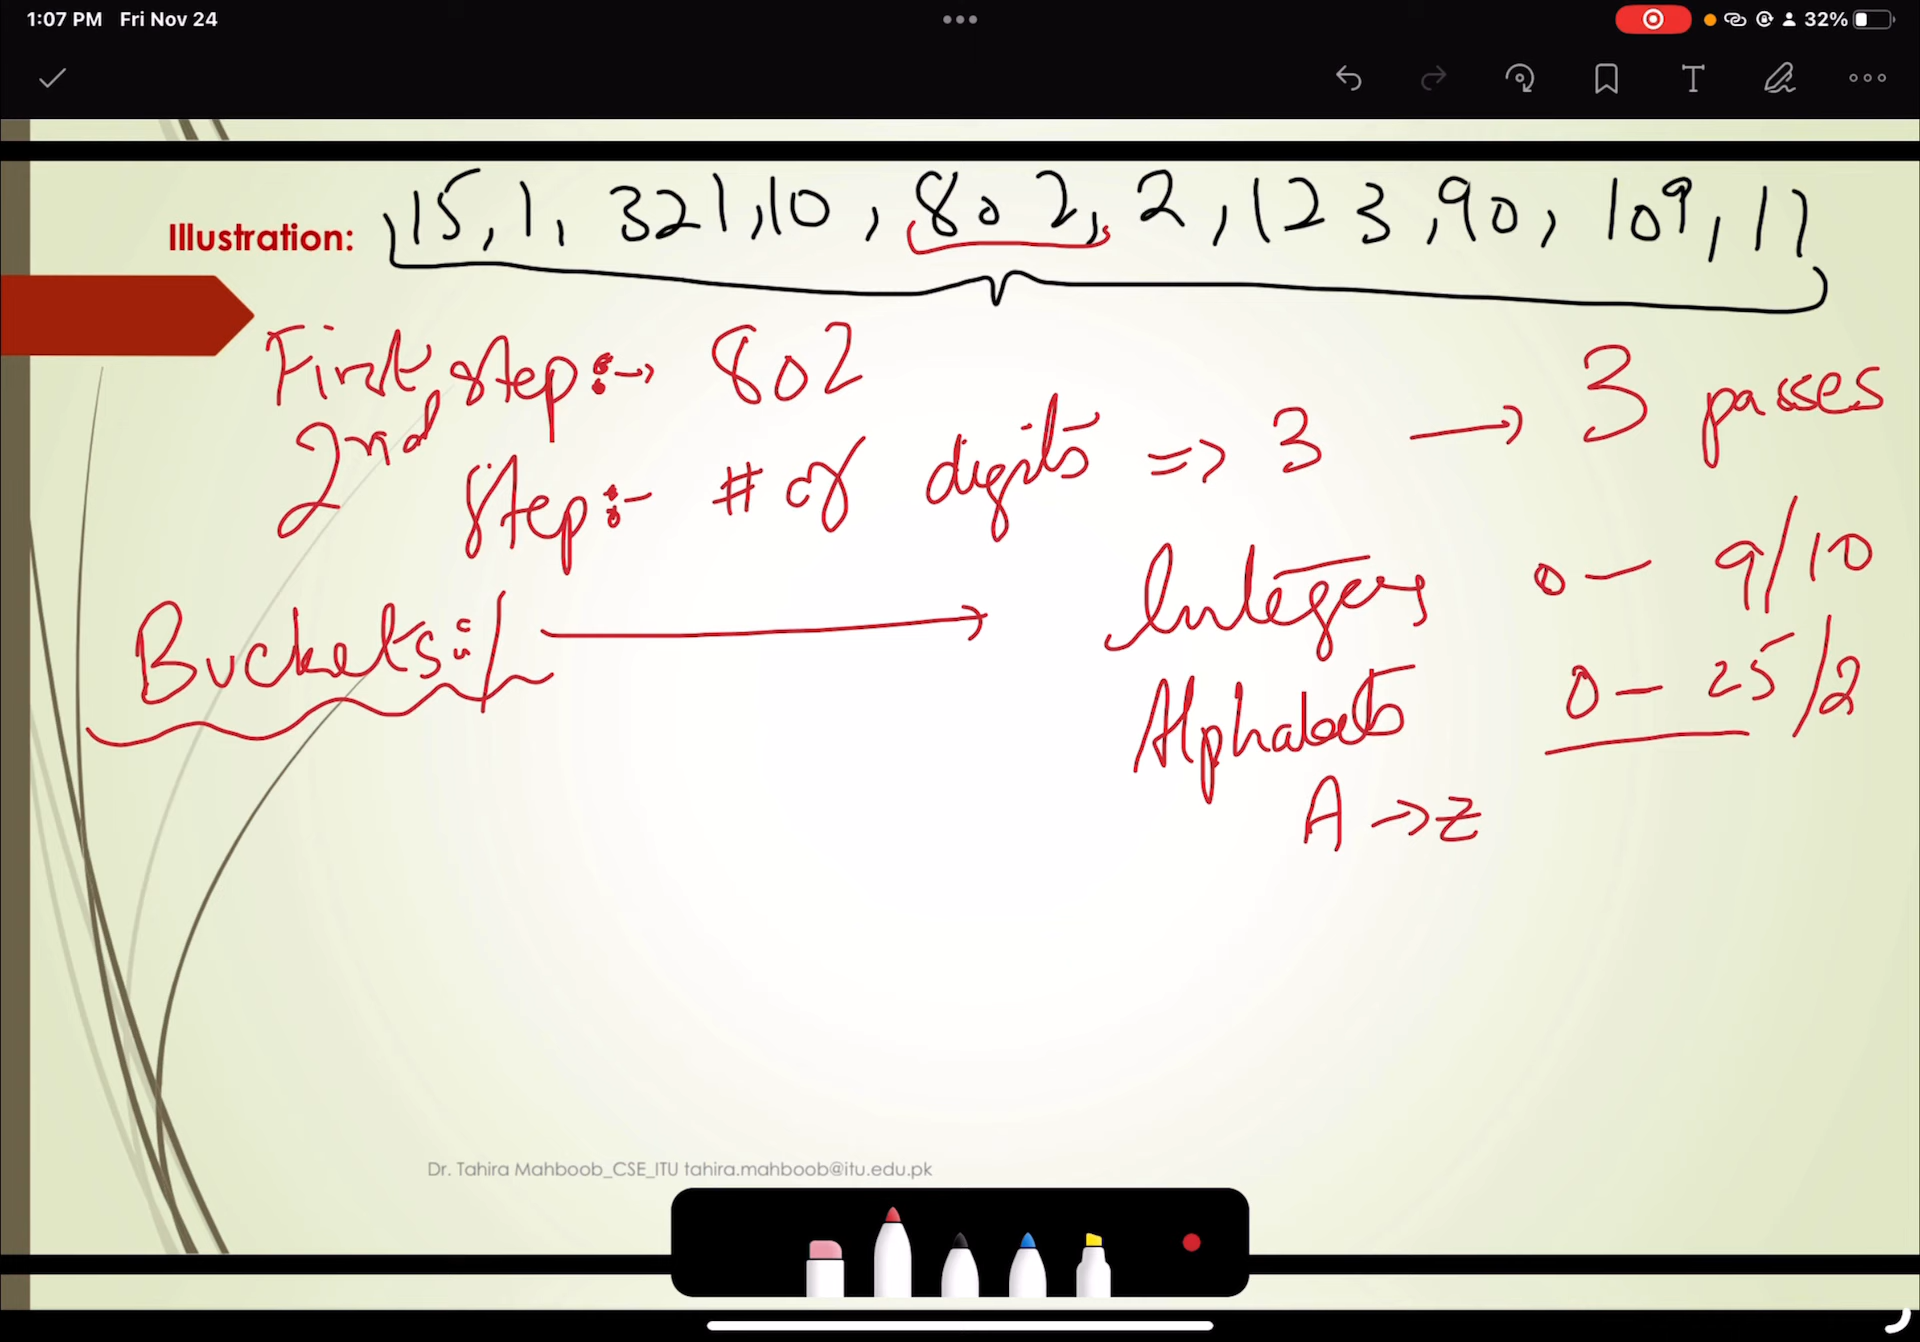 1:07 PM Fri Nov 24
32%
T
Illustration: 15, 1, 321, 10, 802, 2, 123, 90, 109, 11
First step:→ 802
2nd step:- # of digits => 3 → 3 passes
Buckets:/ → Integers 0 — 9/10
Alphabets 0 — 25/2
A → Z
Dr. Tahira Mahboob_CSE_ITU tahira.mahboob@itu.edu.pk